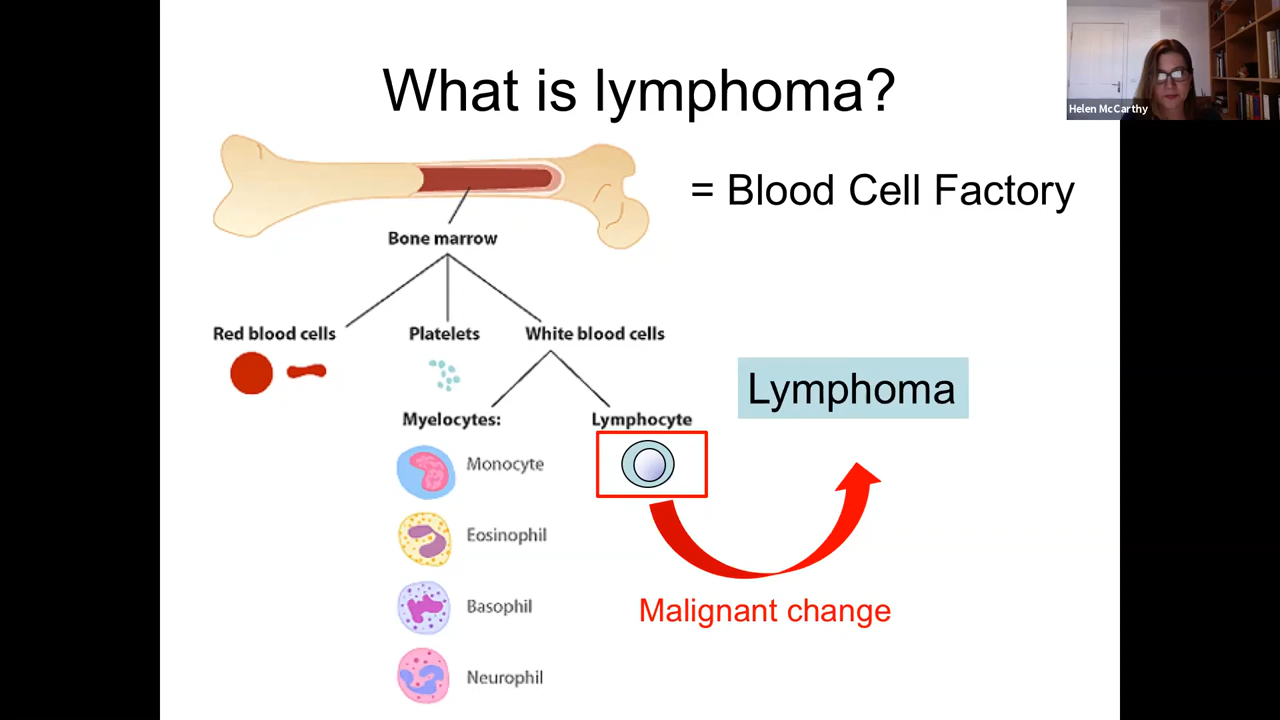 What is lymphoma?
Helen McCarthy
= Blood Cell Factory
Bone marrow
Red blood cells
Platelets
White blood cells
Lymphoma
Myelocytes:
Lymphocyte
Monocyte
Eosinophil
Basophil
Malignant change
Neurophil